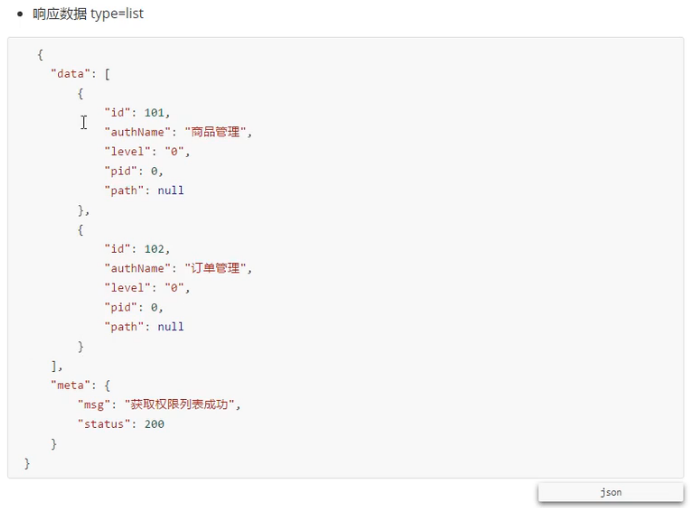 响应数据 type=list
{
"data": [
{
"id": 101,
"authName": "商品管理",
"level": "0",
"pid": 0,
"path": null
},
{
"id": 102,
"authName": "订单管理",
"level": "0",
"pid": 0,
"path": null
}
],
"meta": {
"msg": "获取权限列表成功",
"status": 200
}
}
json